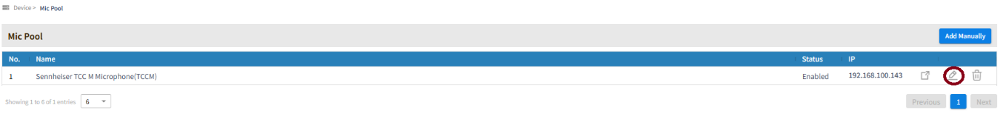 Device > Mic Pool
Mic Pool
Add Manually
No. Name Status IP
1 Sennheiser TCC M Microphone(TCCM) Enabled 192.168.100.143
Showing 1 to 6 of 1 entries 6 Previous 1 Next